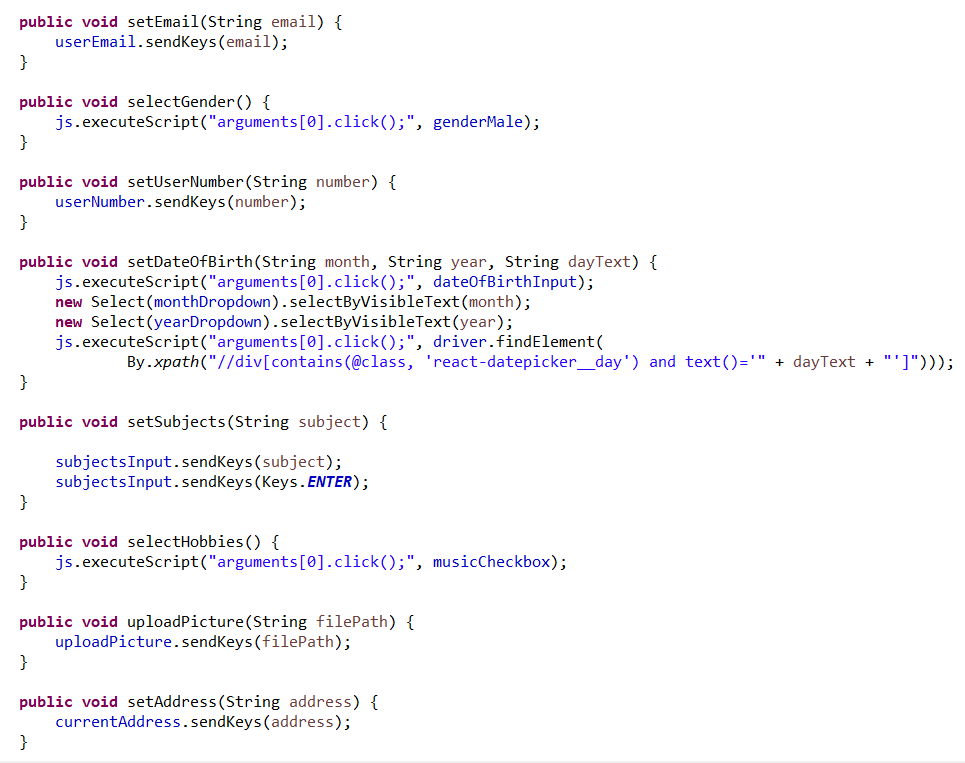 public void setEmail(String email) {
    userEmail.sendKeys(email);
}

public void selectGender() {
    js.executeScript("arguments[0].click();", genderMale);
}

public void setUserNumber(String number) {
    userNumber.sendKeys(number);
}

public void setDateOfBirth(String month, String year, String dayText) {
    js.executeScript("arguments[0].click();", dateOfBirthInput);
    new Select(monthDropdown).selectByVisibleText(month);
    new Select(yearDropdown).selectByVisibleText(year);
    js.executeScript("arguments[0].click();", driver.findElement(
            By.xpath("//div[contains(@class, 'react-datepicker__day') and text()='" + dayText + "']")));
}

public void setSubjects(String subject) {

    subjectsInput.sendKeys(subject);
    subjectsInput.sendKeys(Keys.ENTER);
}

public void selectHobbies() {
    js.executeScript("arguments[0].click();", musicCheckbox);
}

public void uploadPicture(String filePath) {
    uploadPicture.sendKeys(filePath);
}

public void setAddress(String address) {
    currentAddress.sendKeys(address);
}